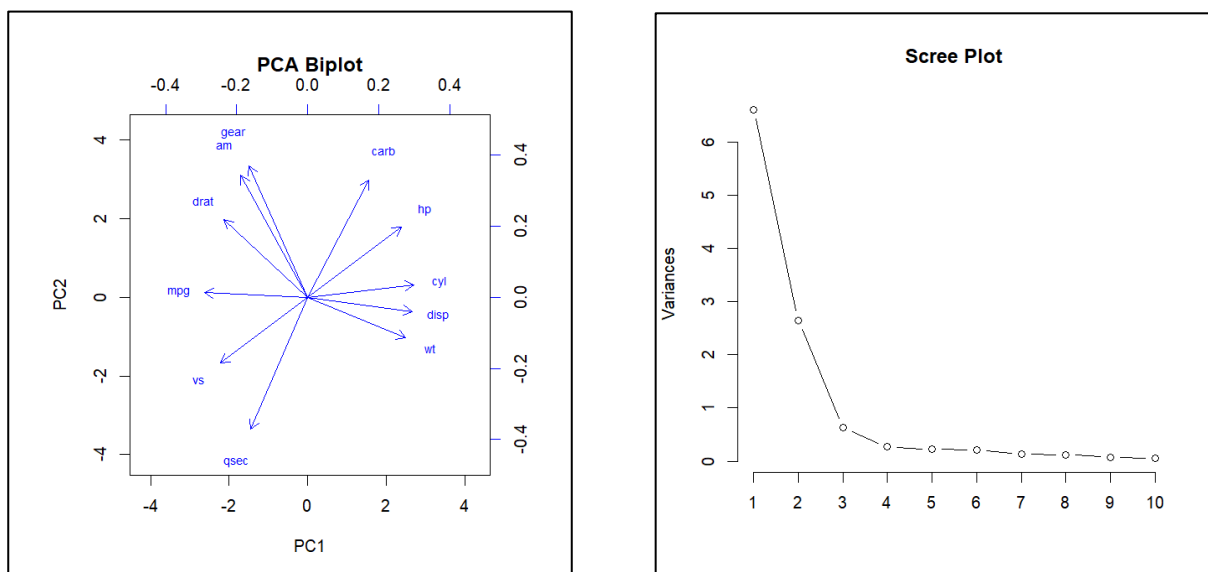 PCA Biplot
-0.4 -0.2 0.0 0.2 0.4
gear
am
carb
drat
hp
mpg
cyl
disp
wt
vs
qsec
4
2
0
-2
-4
PC2
0.4
0.2
0.0
-0.2
-0.4
-4 -2 0 2 4
PC1
Scree Plot
6
5
4
3
2
1
0
Variances
1 2 3 4 5 6 7 8 9 10